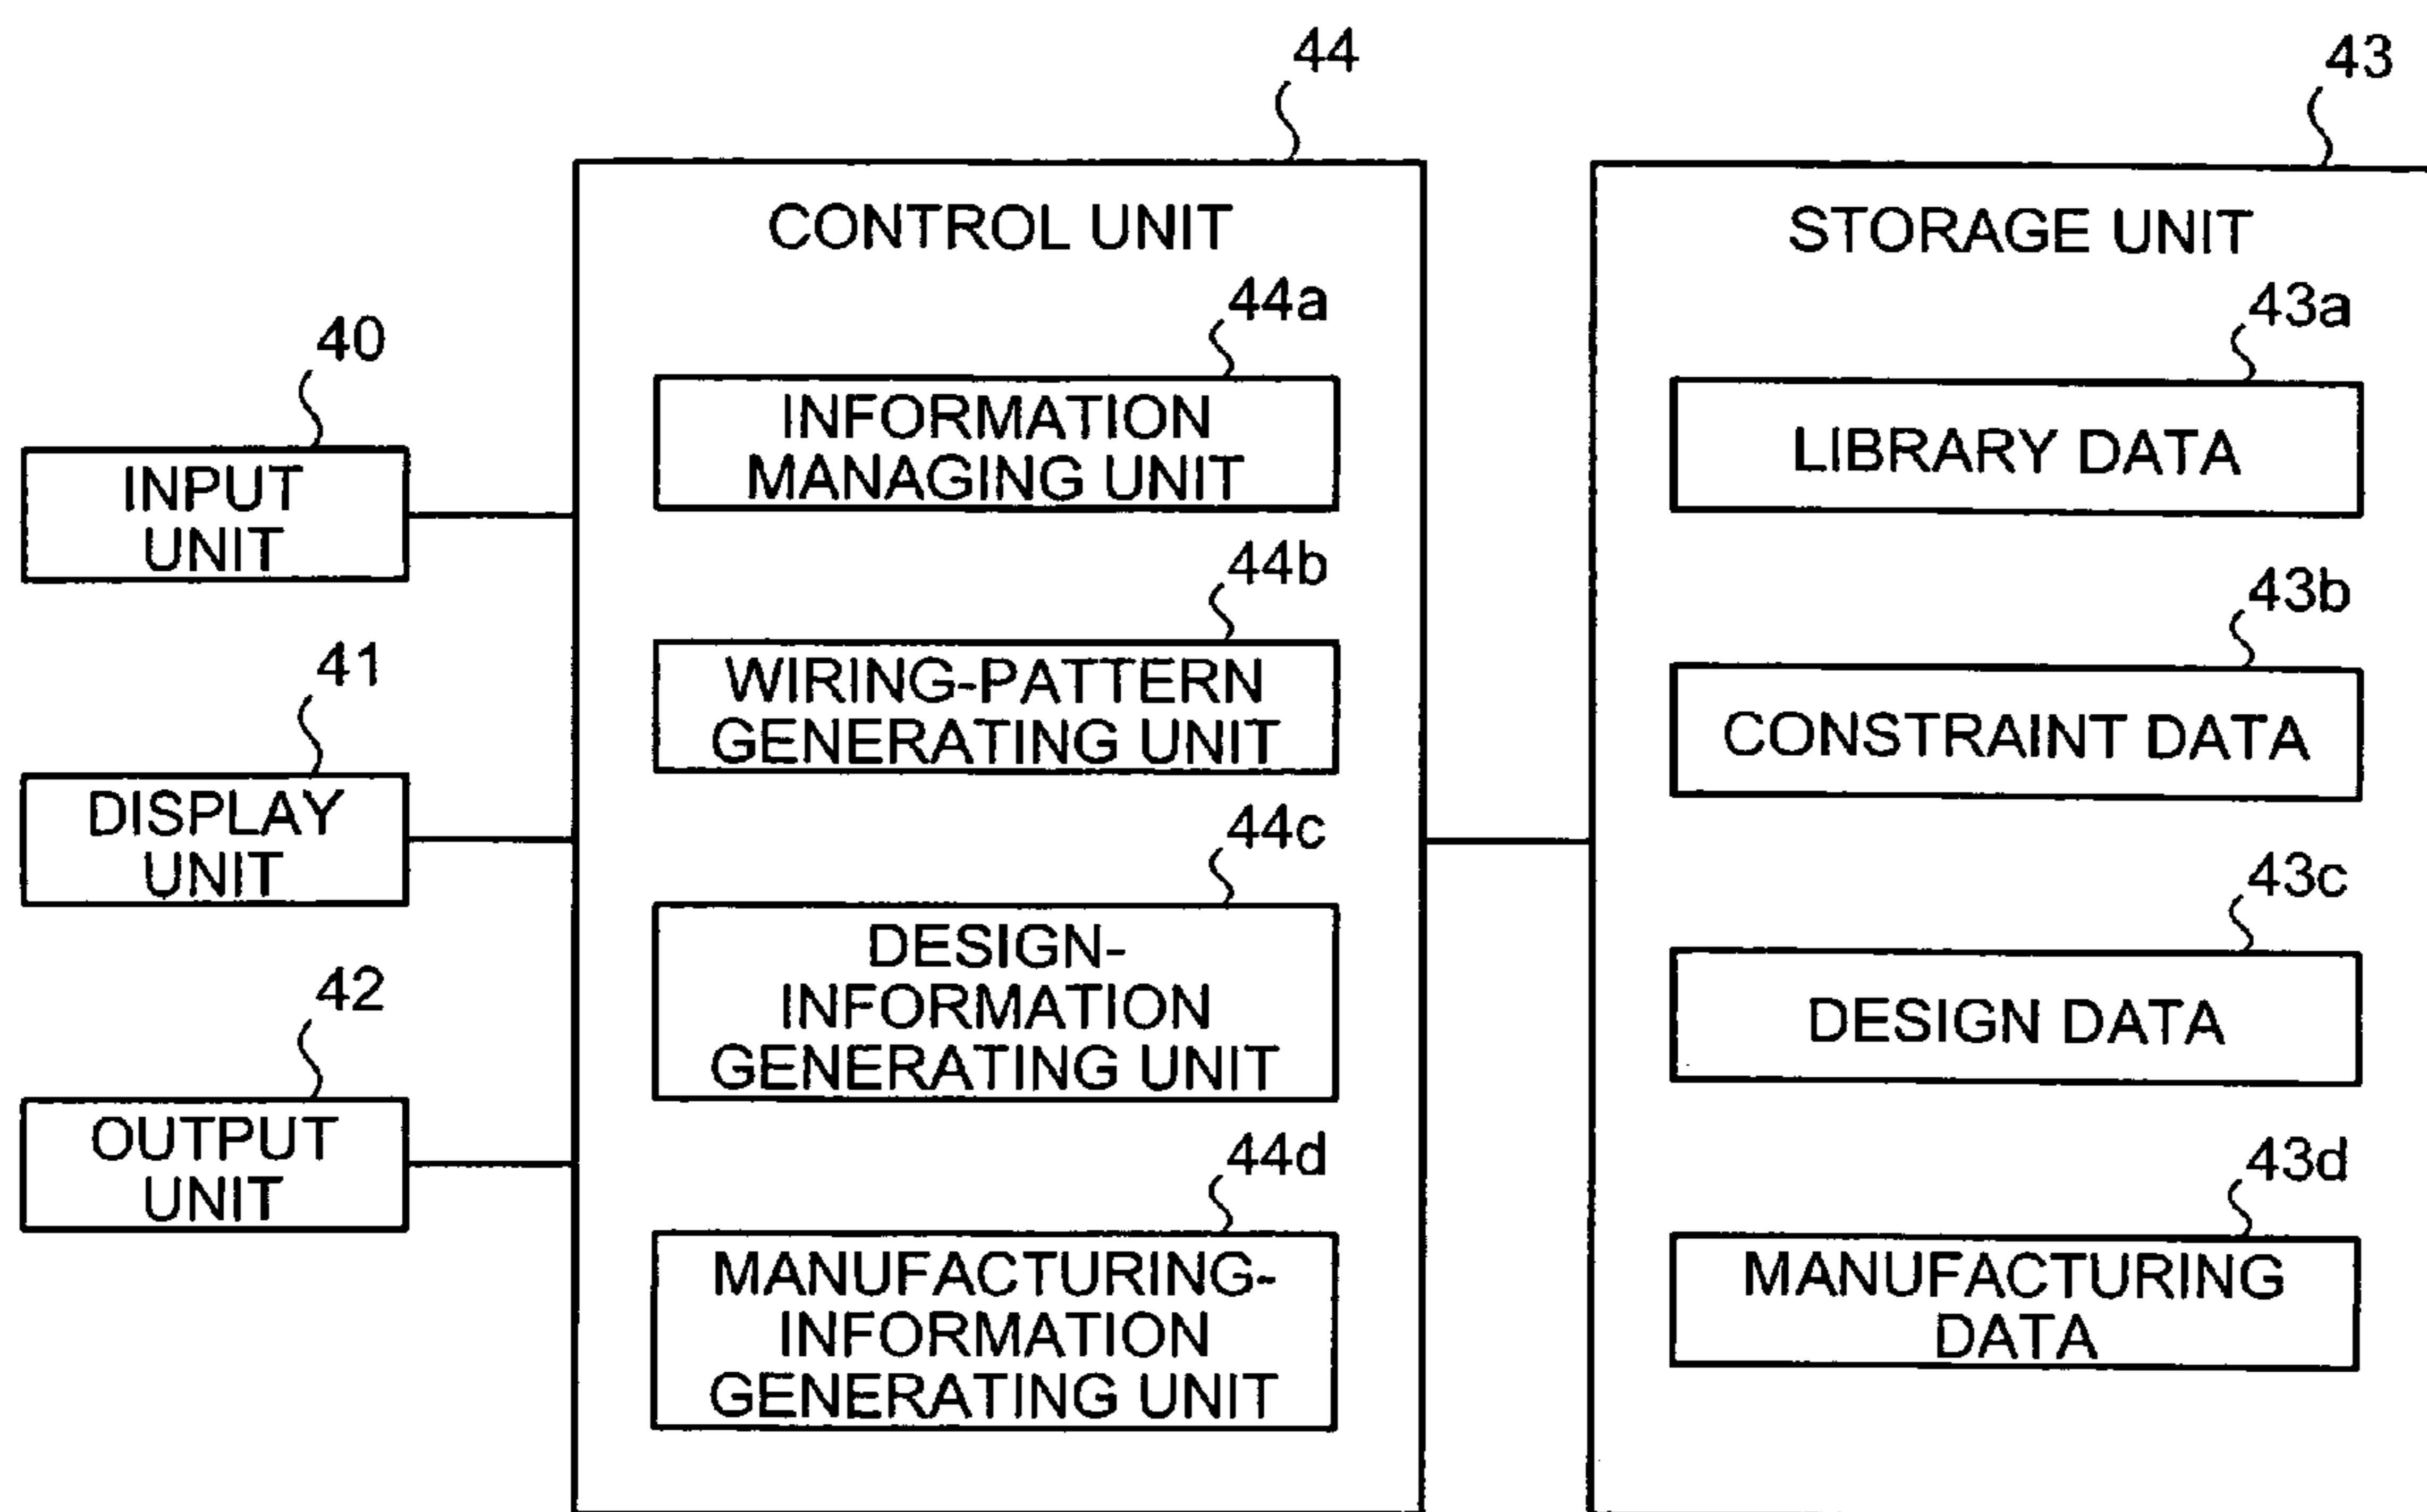 44
CONTROL UNIT
44a
INFORMATION
MANAGING UNIT
44b
WIRING-PATTERN
GENERATING UNIT
44c
DESIGN-
INFORMATION
GENERATING UNIT
44d
MANUFACTURING-
INFORMATION
GENERATING UNIT
40
INPUT
UNIT
41
DISPLAY
UNIT
42
OUTPUT
UNIT
43
STORAGE UNIT
43a
LIBRARY DATA
43b
CONSTRAINT DATA
43c
DESIGN DATA
43d
MANUFACTURING
DATA